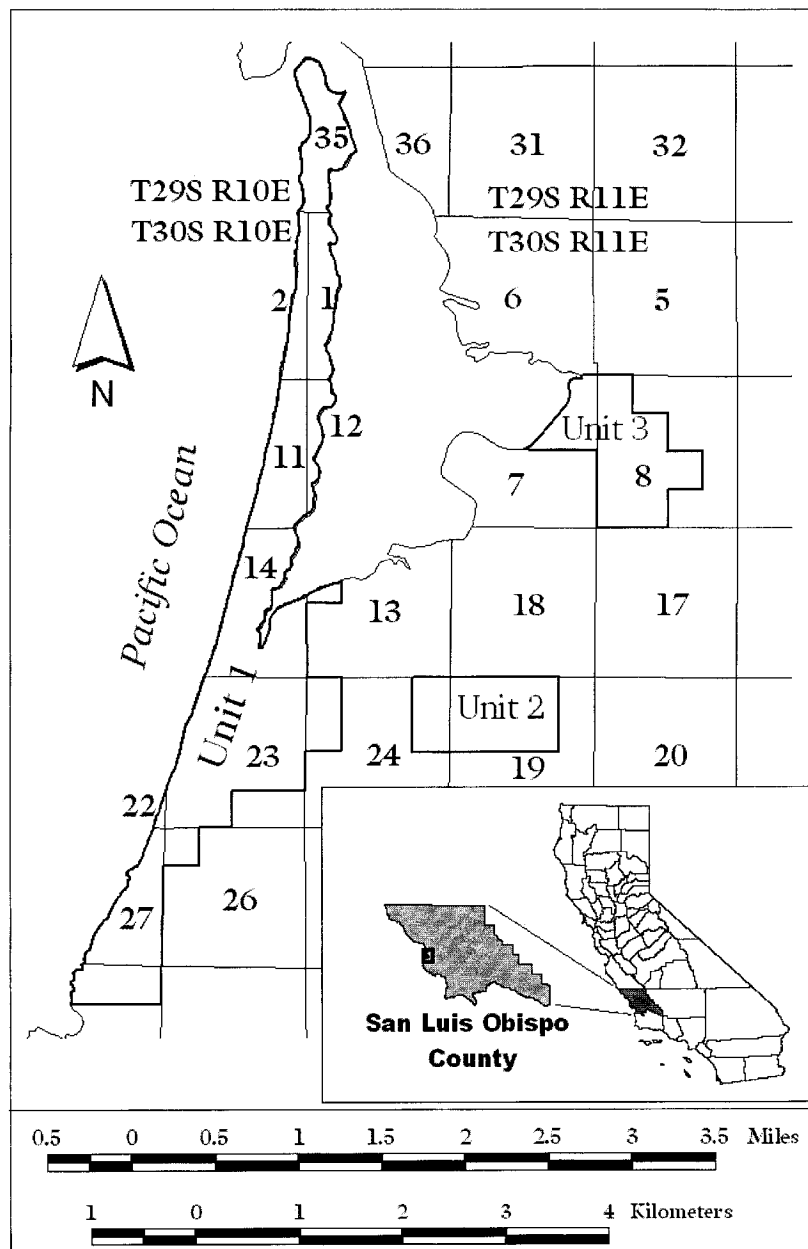 35
36
31
32
T29S R10E
T29S R11E
T30S R10E
T30S R11E
2
1
6
5
N
11
12
Unit 3
7
8
Pacific Ocean
14
13
18
17
Unit 1
Unit 2
23
24
19
20
22
27
26
San Luis Obispo
County
0.5 0 0.5 1 1.5 2 2.5 3 3.5 Miles
1 0 1 2 3 4 Kilometers